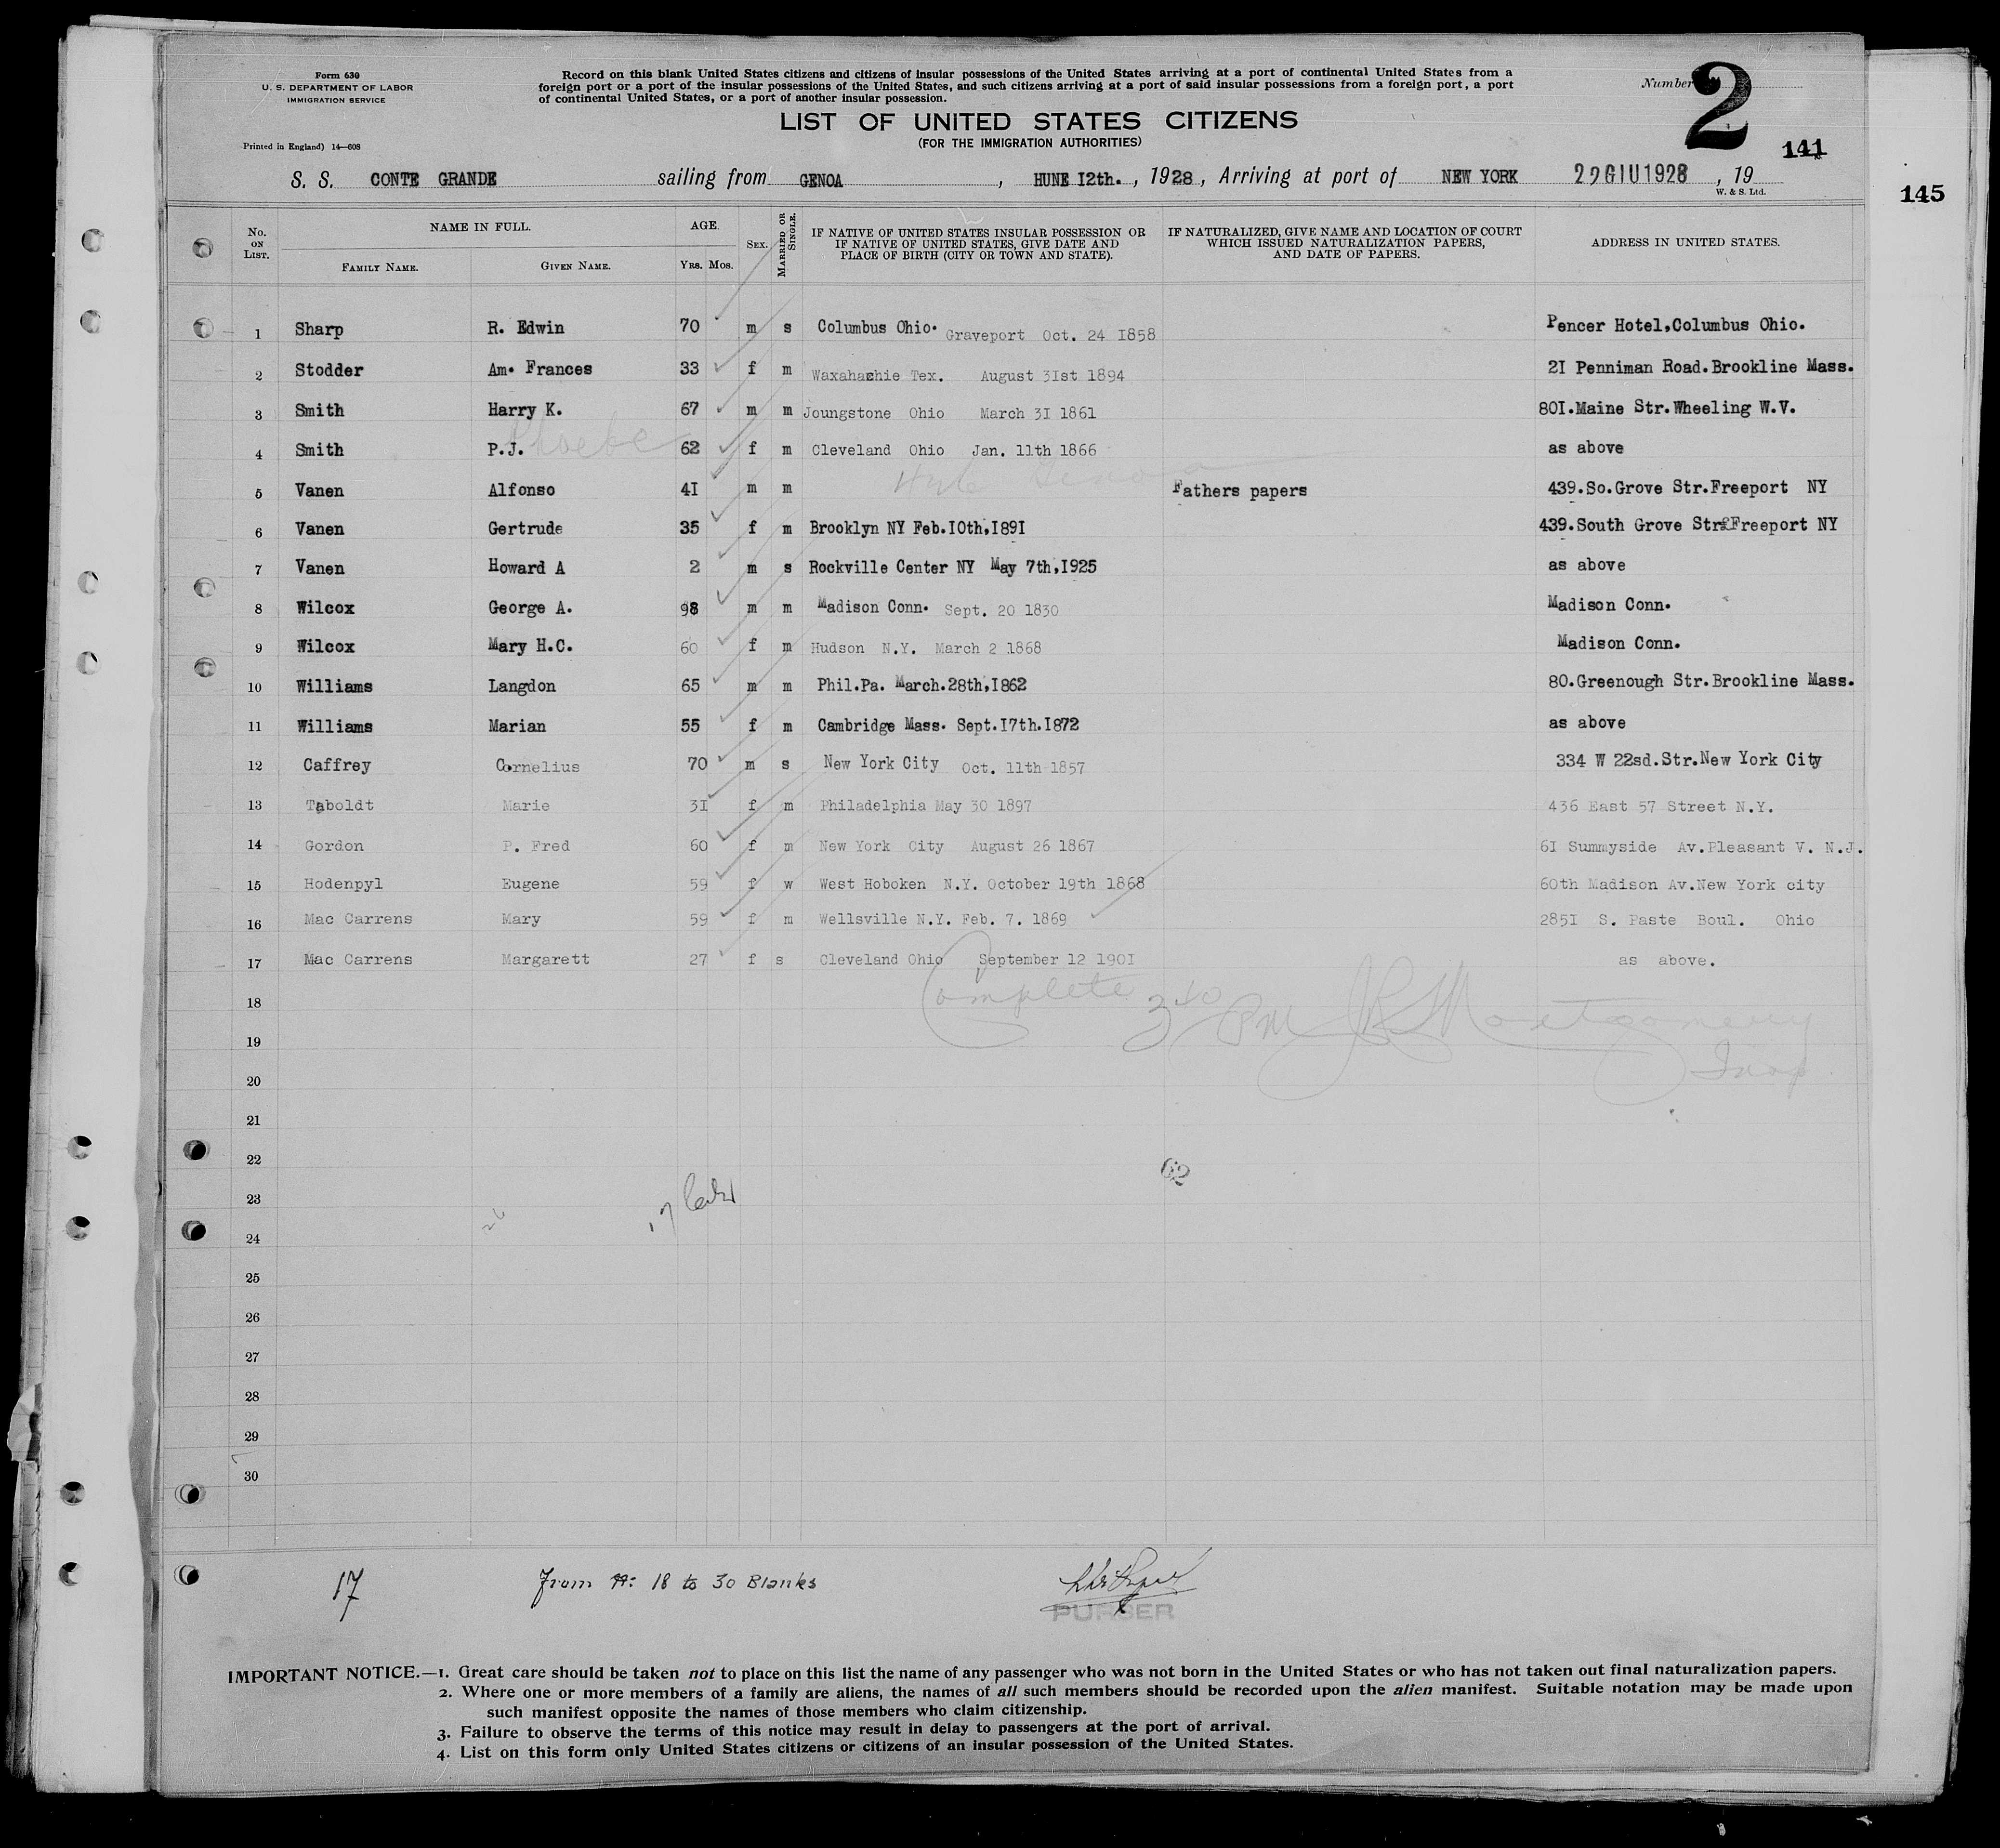 Form 630
U. S. DEPARTMENT OF LABOR
IMMIGRATION SERVICE
Printed in England) 14—608
Record on this blank United States citizens and citizens of insular possessions of the United States arriving at a port of continental United States from a
foreign port or a port of the insular possessions of the United States, and such citizens arriving at a port of said insular possessions from a foreign port, a port
of continental United States, or a port of another insular possession.
LIST OF UNITED STATES CITIZENS
(FOR THE IMMIGRATION AUTHORITIES)
Number 2
141
145
S. S. CONTE GRANDE sailing from GENOA , HUNE I2th. , 1928 , Arriving at port of NEW YORK 22GIU1928 , 19
W. & S. Ltd.
No. ON LIST. NAME IN FULL. AGE. SEX. MARRIED OR SINGLE. IF NATIVE OF UNITED STATES INSULAR POSSESSION OR IF NATIVE OF UNITED STATES, GIVE DATE AND PLACE OF BIRTH (CITY OR TOWN AND STATE). IF NATURALIZED, GIVE NAME AND LOCATION OF COURT WHICH ISSUED NATURALIZATION PAPERS, AND DATE OF PAPERS. ADDRESS IN UNITED STATES.
FAMILY NAME. GIVEN NAME. YRS. MOS.
1 Sharp R. Edwin 70 m s Columbus Ohio. Graveport Oct. 24 I858 Pencer Hotel,Columbus Ohio.
2 Stodder Am. Frances 33 f m Waxahachie Tex. August 3Ist 1894 2I Penniman Road.Brookline Mass.
3 Smith Harry K. 67 m m Joungstone Ohio March 3I 1861 80I.Maine Str.Wheeling W.V.
4 Smith P.J. Phoebe 62 f m Cleveland Ohio Jan. 11th 1866 as above
5 Vanen Alfonso 4I m m Fathers papers 439.So.Grove Str.Freeport NY
6 Vanen Gertrude 35 f m Brooklyn NY Feb.I0th,I89I 439.South Grove Str.Freeport NY
7 Vanen Howard A 2 m s Rockville Center NY May 7th,I925 as above
8 Wilcox George A. 98 m m Madison Conn. Sept. 20 1830 Madison Conn.
9 Wilcox Mary H.C. 60 f m Hudson N.Y. March 2 1868 Madison Conn.
10 Williams Langdon 65 m m Phil.Pa. March.28th,I862 80.Greenough Str.Brookline Mass.
11 Williams Marian 55 f m Cambridge Mass. Sept.I7th.I872 as above
12 Caffrey Cornelius 70 m s New York City Oct. 11th 1857 334 W 22sd.Str.New York City
13 Taboldt Marie 3I f m Philadelphia May 30 1897 436 East 57 Street N.Y.
14 Gordon P. Fred 60 f m New York City August 26 1867 6I Summyside Av.Pleasant V. N.J.
15 Hodenpyl Eugene 59 f w West Hoboken N.Y. October 19th 1868 60th Madison Av.New York city
16 Mac Carrens Mary 59 f m Wellsville N.Y. Feb. 7. 1869 285I S. Paste Boul. Ohio
17 Mac Carrens Margarett 27 f s Cleveland Ohio September 12 190I as above.
Complete 3 40 PM J R Montgomery
Insp
18
19
20
21
22
62
23
17
24
25
26
27
28
29
30
17 From N: 18 to 30 Blanks
PURSER
IMPORTANT NOTICE.—1. Great care should be taken not to place on this list the name of any passenger who was not born in the United States or who has not taken out final naturalization papers.
2. Where one or more members of a family are aliens, the names of all such members should be recorded upon the alien manifest. Suitable notation may be made upon
such manifest opposite the names of those members who claim citizenship.
3. Failure to observe the terms of this notice may result in delay to passengers at the port of arrival.
4. List on this form only United States citizens or citizens of an insular possession of the United States.